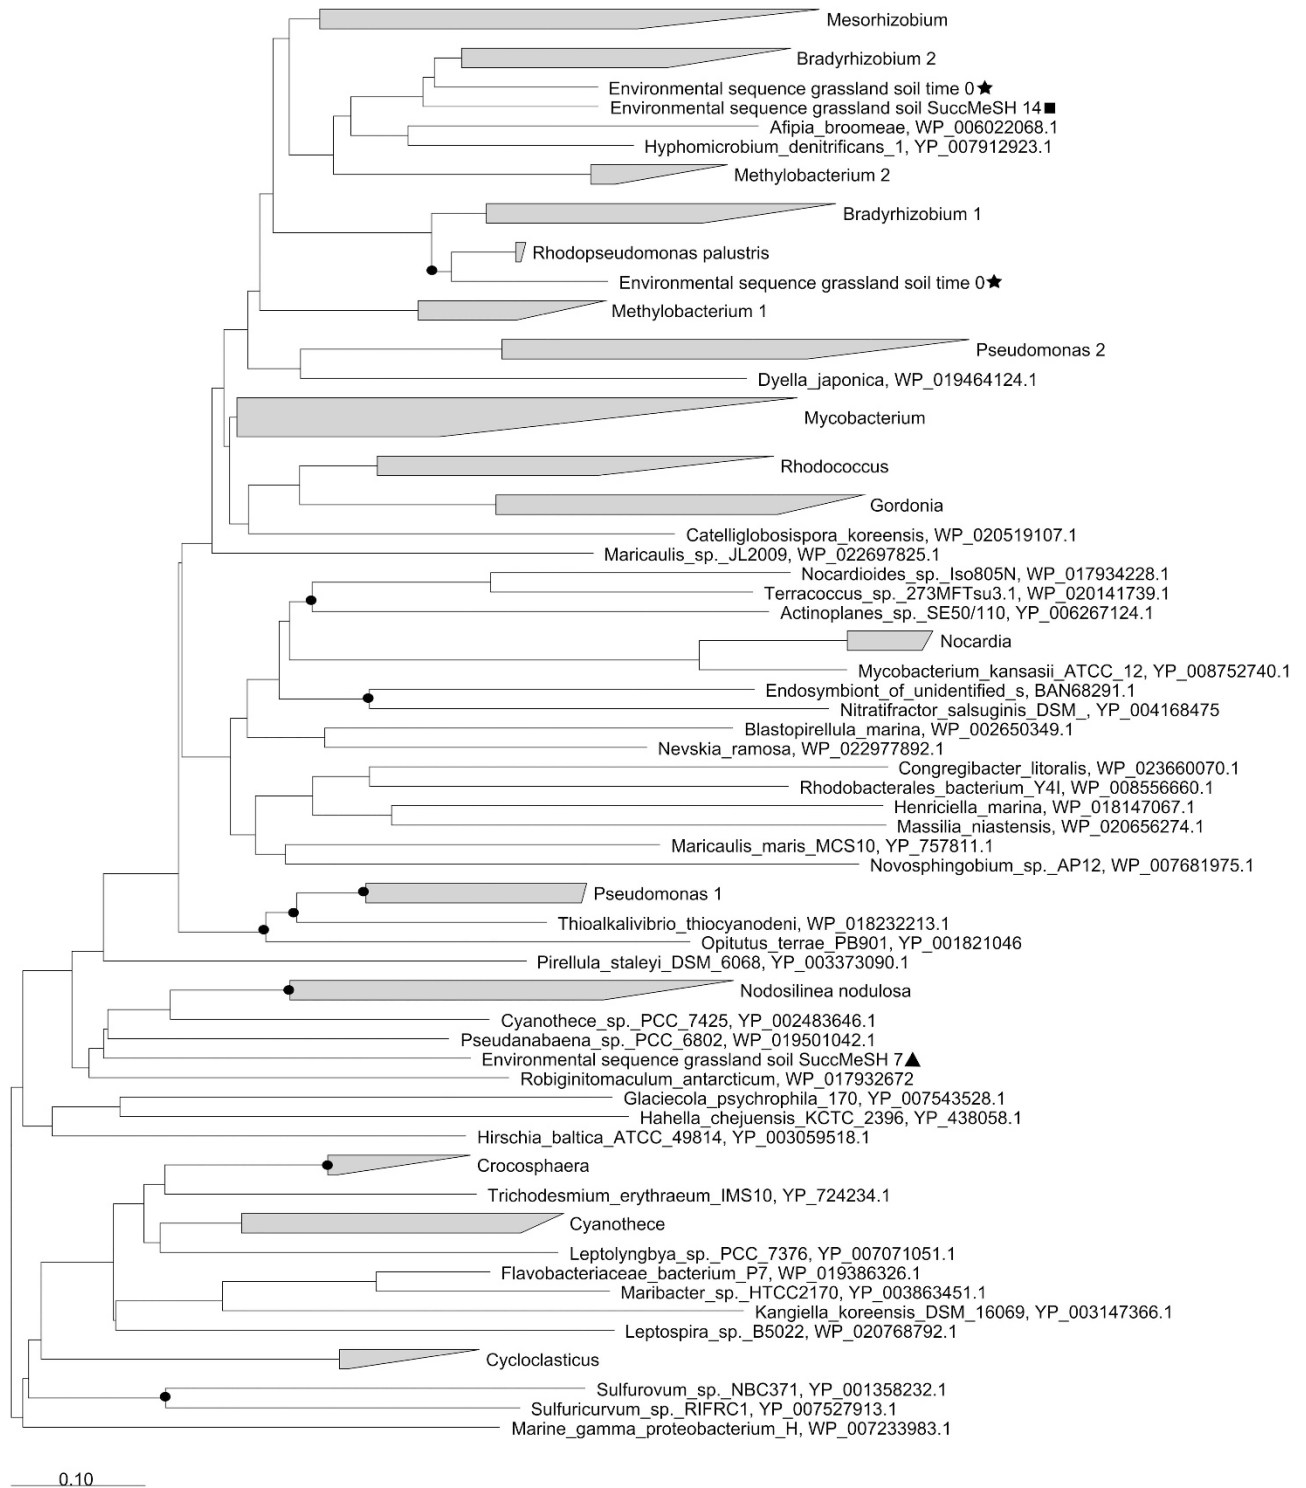 Mesorhizobium
Bradyrhizobium 2
Environmental sequence grassland soil time 0★
Environmental sequence grassland soil SuccMeSH 14■
Afipia_broomeae, WP_006022068.1
Hyphomicrobium_denitrificans_1, YP_007912923.1
Methylobacterium 2
Bradyrhizobium 1
Rhodopseudomonas palustris
Environmental sequence grassland soil time 0★
Methylobacterium 1
Pseudomonas 2
Dyella_japonica, WP_019464124.1
Mycobacterium
Rhodococcus
Gordonia
Catelliglobosispora_koreensis, WP_020519107.1
Maricaulis_sp._JL2009, WP_022697825.1
Nocardioides_sp._Iso805N, WP_017934228.1
Terracoccus_sp._273MFTsu3.1, WP_020141739.1
Actinoplanes_sp._SE50/110, YP_006267124.1
Nocardia
Mycobacterium_kansasii_ATCC_12, YP_008752740.1
Endosymbiont_of_unidentified_s, BAN68291.1
Nitratifractor_salsuginis_DSM_, YP_004168475
Blastopirellula_marina, WP_002650349.1
Nevskia_ramosa, WP_022977892.1
Congregibacter_litoralis, WP_023660070.1
Rhodobacterales_bacterium_Y4I, WP_008556660.1
Henriciella_marina, WP_018147067.1
Massilia_niastensis, WP_020656274.1
Maricaulis_maris_MCS10, YP_757811.1
Novosphingobium_sp._AP12, WP_007681975.1
Pseudomonas 1
Thioalkalivibrio_thiocyanodeni, WP_018232213.1
Opitutus_terrae_PB901, YP_001821046
Pirellula_staleyi_DSM_6068, YP_003373090.1
Nodosilinea nodulosa
Cyanothece_sp._PCC_7425, YP_002483646.1
Pseudanabaena_sp._PCC_6802, WP_019501042.1
Environmental sequence grassland soil SuccMeSH 7▲
Robiginitomaculum_antarcticum, WP_017932672
Glaciecola_psychrophila_170, YP_007543528.1
Hahella_chejuensis_KCTC_2396, YP_438058.1
Hirschia_baltica_ATCC_49814, YP_003059518.1
Crocosphaera
Trichodesmium_erythraeum_IMS10, YP_724234.1
Cyanothece
Leptolyngbya_sp._PCC_7376, YP_007071051.1
Flavobacteriaceae_bacterium_P7, WP_019386326.1
Maribacter_sp._HTCC2170, YP_003863451.1
Kangiella_koreensis_DSM_16069, YP_003147366.1
Leptospira_sp._B5022, WP_020768792.1
Cycloclasticus
Sulfurovum_sp._NBC371, YP_001358232.1
Sulfuricurvum_sp._RIFRC1, YP_007527913.1
Marine_gamma_proteobacterium_H, WP_007233983.1
0.10